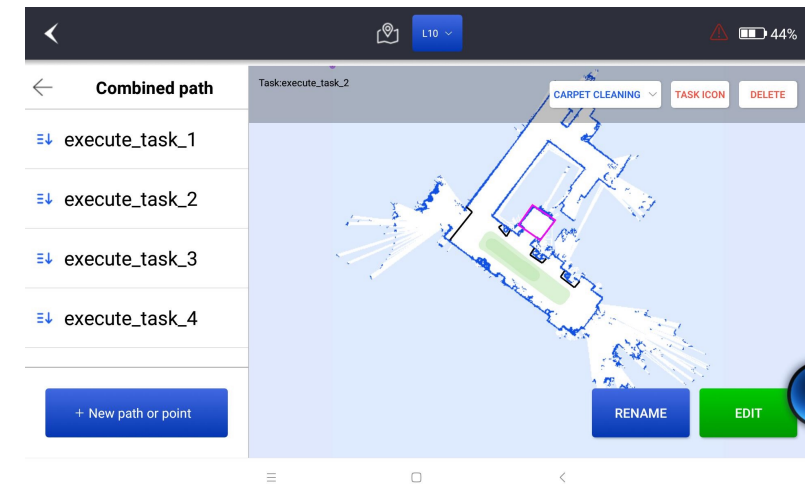 L10
44%
Combined path
Task:execute_task_2
CARPET CLEANING
TASK ICON
DELETE
execute_task_1
execute_task_2
execute_task_3
execute_task_4
+ New path or point
RENAME
EDIT